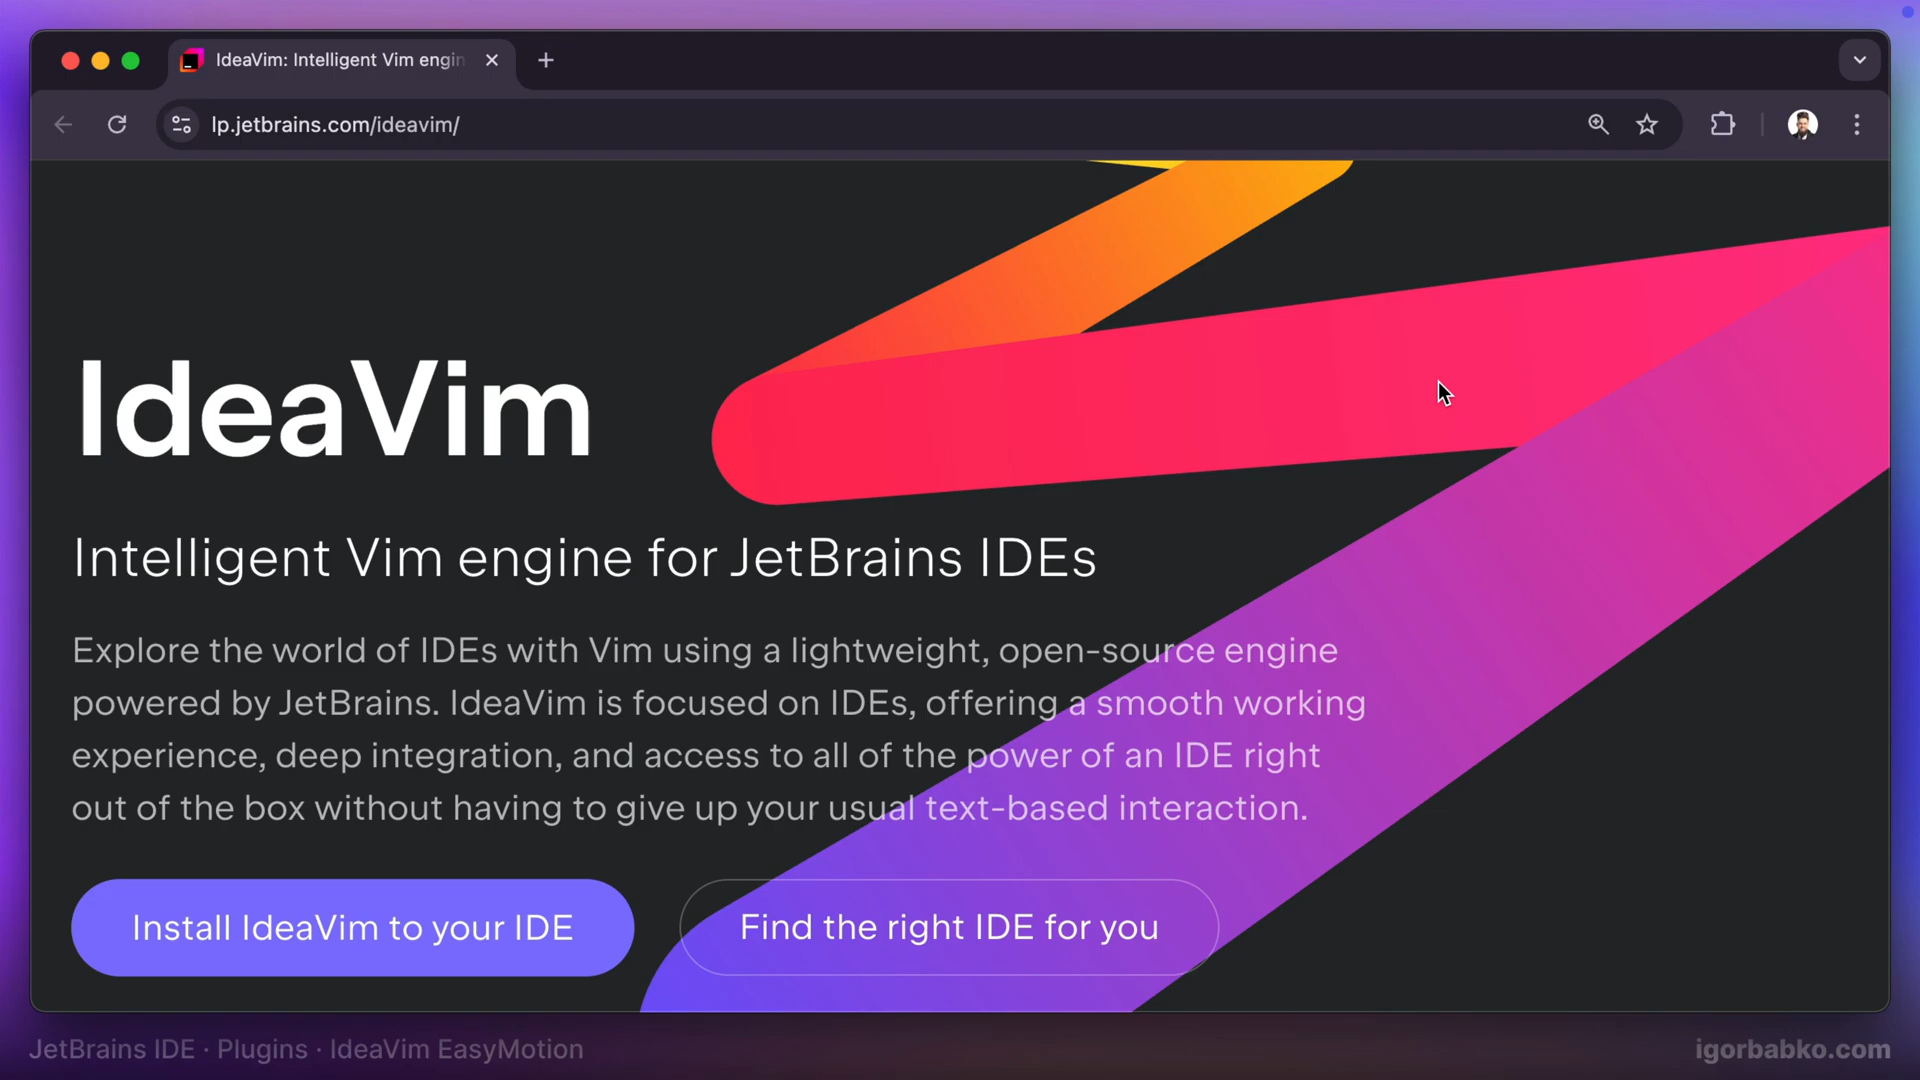 IdeaVim: Intelligent Vim engin
lp.jetbrains.com/ideavim/
IdeaVim
Intelligent Vim engine for JetBrains IDEs
Explore the world of IDEs with Vim using a lightweight, open-source engine
powered by JetBrains. IdeaVim is focused on IDEs, offering a smooth working
experience, deep integration, and access to all of the power of an IDE right
out of the box without having to give up your usual text-based interaction.
Install IdeaVim to your IDE
Find the right IDE for you
JetBrains IDE · Plugins · IdeaVim EasyMotion
igorbabko.com